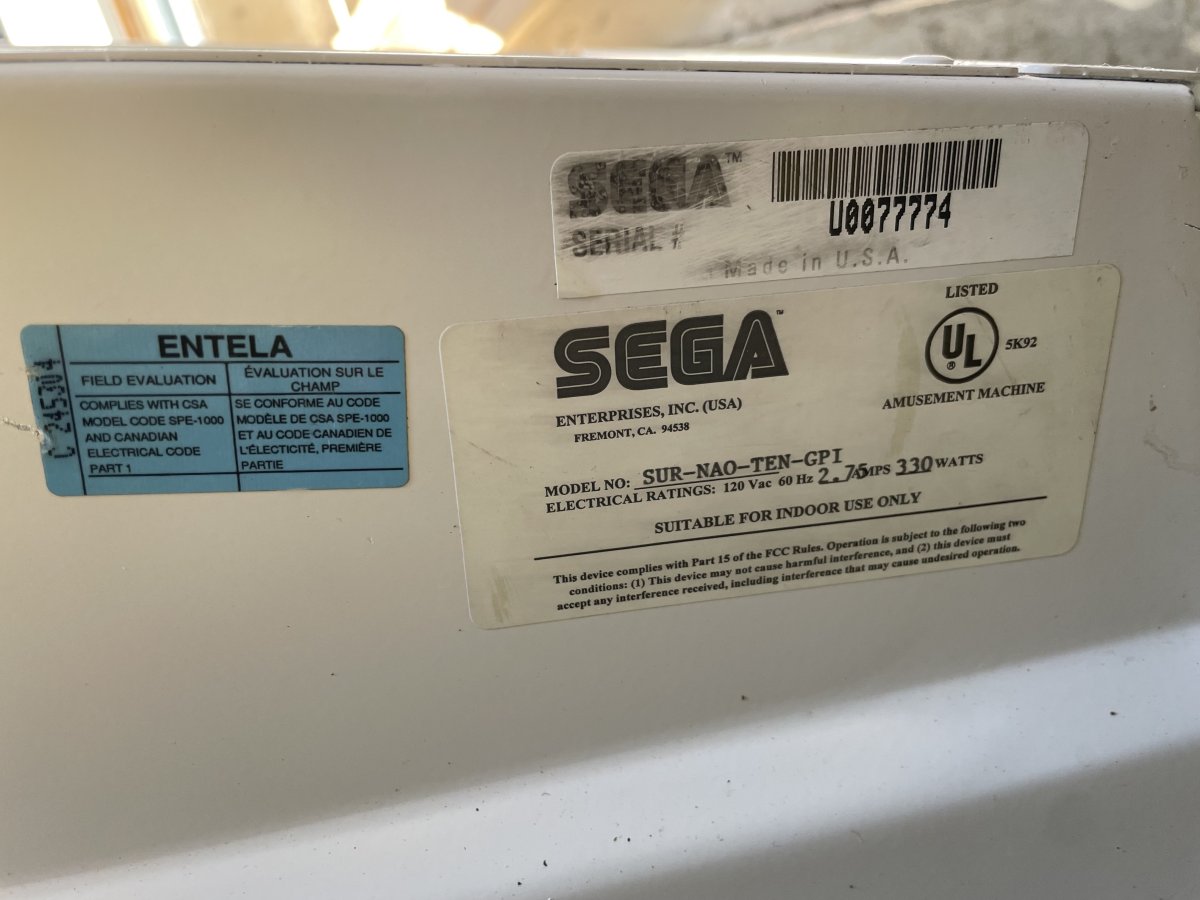 SEGA™
SERIAL #
U0077774
Made in U.S.A.
ENTELA
FIELD EVALUATION
COMPLIES WITH CSA
MODEL CODE SPE-1000
AND CANADIAN
ELECTRICAL CODE
PART 1
ÉVALUATION SUR LE
CHAMP
SE CONFORME AU CODE
MODÈLE DE CSA SPE-1000
ET AU CODE CANADIEN DE
L'ÉLECTICITÉ, PREMIÈRE
PARTIE
SEGA™
ENTERPRISES, INC. (USA)
FREMONT, CA. 94538
LISTED
UL ® 5K92
AMUSEMENT MACHINE
MODEL NO: SUR-NAO-TEN-GPI
ELECTRICAL RATINGS: 120 Vac 60 Hz 2.75 AMPS 330 WATTS
SUITABLE FOR INDOOR USE ONLY
This device complies with Part 15 of the FCC Rules. Operation is subject to the following two
conditions: (1) This device may not cause harmful interference, and (2) this device must
accept any interference received, including interference that may cause undesired operation.